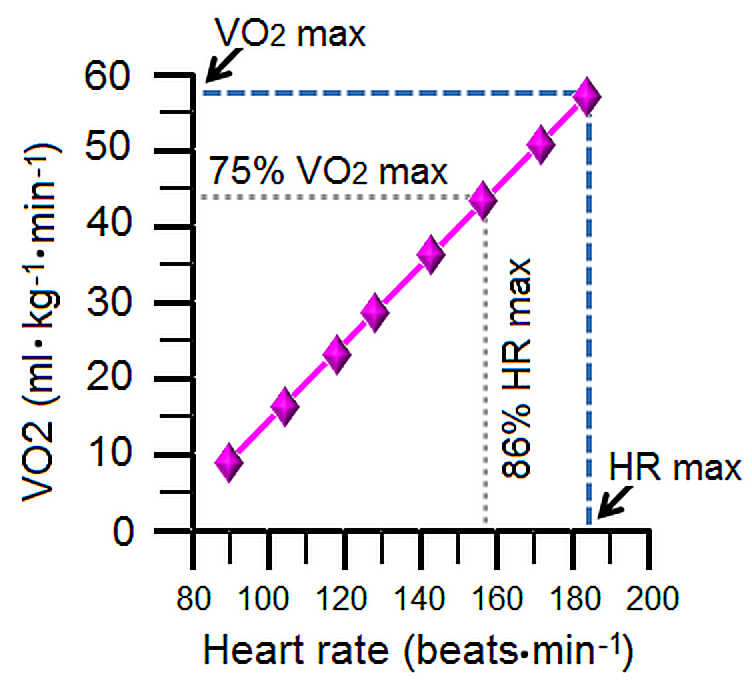 VO2 max
60
50
40
30
20
10
0
VO2 (ml·kg-1·min-1)
75% VO2 max
86% HR max
HR max
80 100 120 140 160 180 200
Heart rate (beats·min-1)